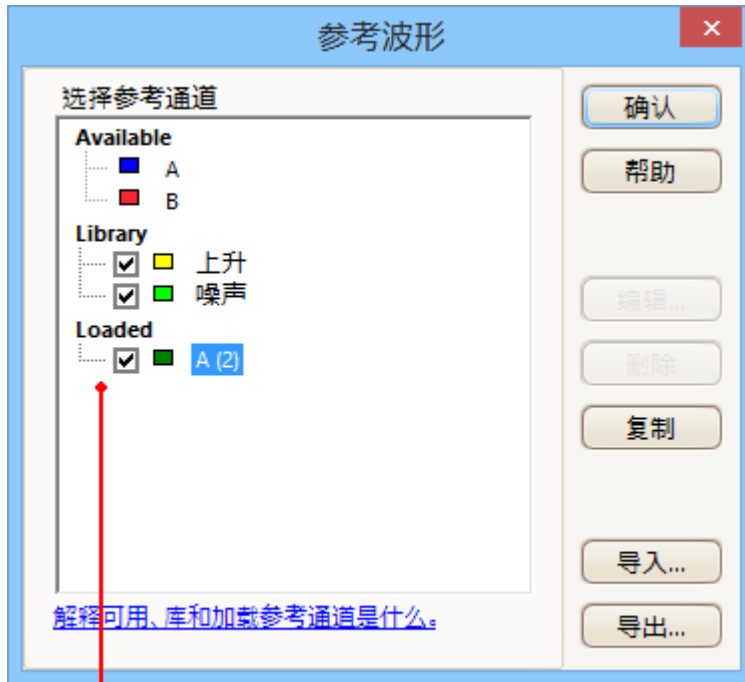 参考波形
选择参考通道
Available
A
B
Library
上升
噪声
Loaded
A (2)
解释可用、库和加载参考通道是什么。
确认
帮助
编辑...
删除
复制
导入...
导出...